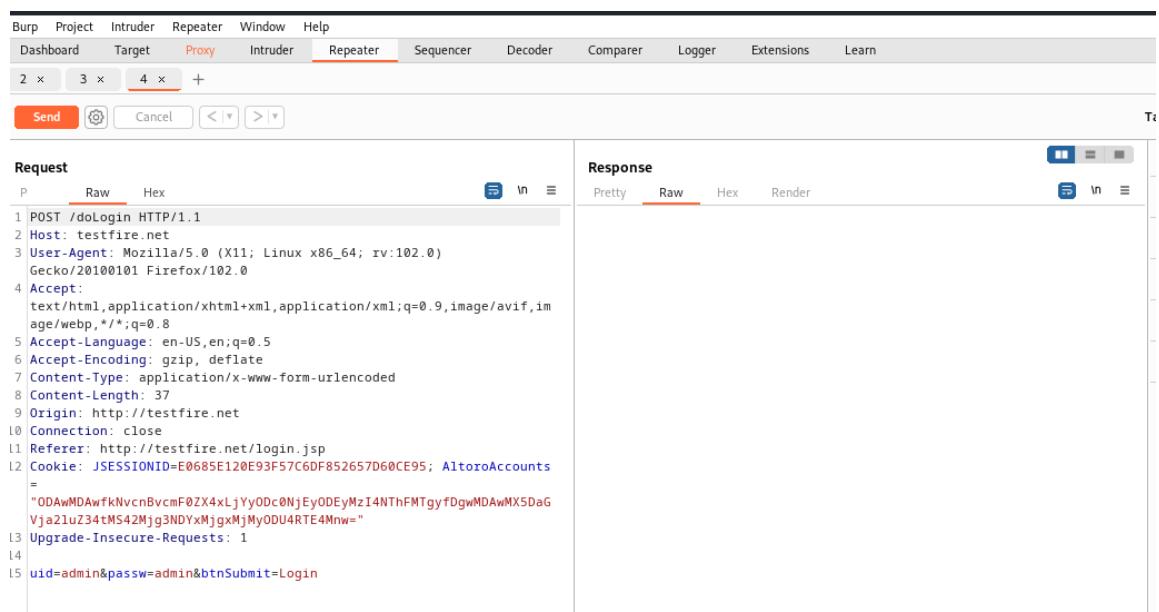 Burp Project Intruder Repeater Window Help
Dashboard Target Proxy Intruder Repeater Sequencer Decoder Comparer Logger Extensions Learn
2 × 3 × 4 × +
Send Cancel < > Ta
Request
P Raw Hex \n
1 POST /doLogin HTTP/1.1
2 Host: testfire.net
3 User-Agent: Mozilla/5.0 (X11; Linux x86_64; rv:102.0)
Gecko/20100101 Firefox/102.0
4 Accept:
text/html,application/xhtml+xml,application/xml;q=0.9,image/avif,im
age/webp,*/*;q=0.8
5 Accept-Language: en-US,en;q=0.5
6 Accept-Encoding: gzip, deflate
7 Content-Type: application/x-www-form-urlencoded
8 Content-Length: 37
9 Origin: http://testfire.net
10 Connection: close
11 Referer: http://testfire.net/login.jsp
12 Cookie: JSESSIONID=E0685E120E93F57C6DF852657D60CE95; AltoroAccounts
=
"ODAwMDAwfkNvcnBvcmF0ZX4xLjYyODc0NjEyODEyMzI4NThFMTgyfDgwMDAwMX5DaG
Vja2luZ34tMS42Mjg3NDYxMjgxMjMyODU4RTE4Mnw="
13 Upgrade-Insecure-Requests: 1
14
15 uid=admin&passw=admin&btnSubmit=Login
Response
Pretty Raw Hex Render \n